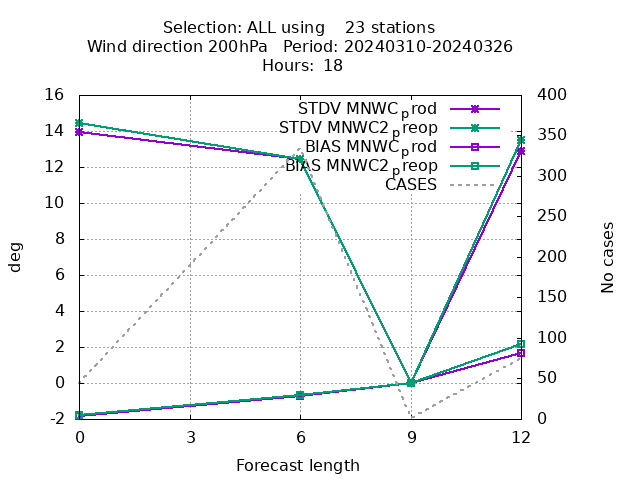 Selection: ALL using    23 stations
Wind direction 200hPa   Period: 20240310-20240326
Hours: 18
STDV MNWC_prod
STDV MNWC2_preop
BIAS MNWC_prod
BIAS MNWC2_preop
CASES
16
14
12
10
8
6
4
2
0
-2
deg
400
350
300
250
200
150
100
50
0
No cases
0 3 6 9 12
Forecast length